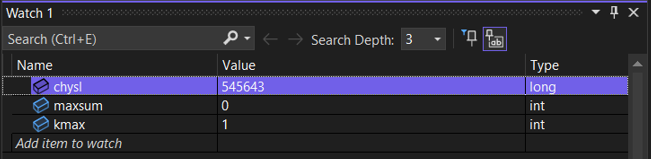 Watch 1
Search (Ctrl+E) Search Depth: 3
Name Value Type
chysl 545643 long
maxsum 0 int
kmax 1 int
Add item to watch